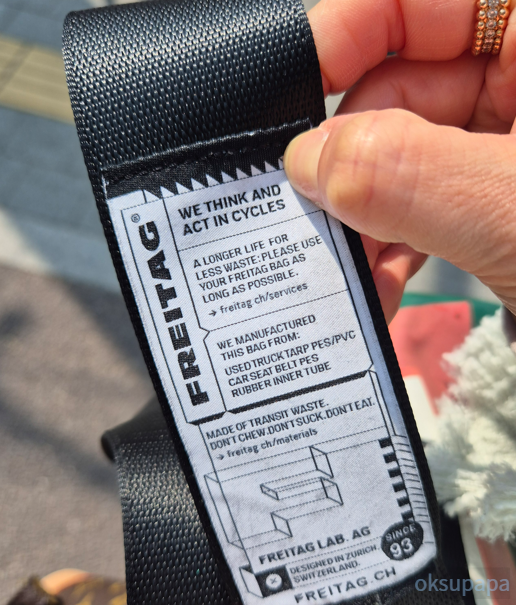 FREITAG®
WE THINK AND
ACT IN CYCLES
A LONGER LIFE FOR
LESS WASTE: PLEASE USE
YOUR FREITAG BAG AS
LONG AS POSSIBLE.
→ freitag ch/services
WE MANUFACTURED
THIS BAG FROM:
USED TRUCK TARP PES/PVC
CAR SEAT BELT PES
RUBBER INNER TUBE
MADE OF TRANSIT WASTE.
DON'T CHEW. DON'T SUCK. DON'T EAT.
→ freitag ch/materials
FREITAG LAB. AG
SINCE
93
DESIGNED IN ZURICH
SWITZERLAND.
FREITAG.CH
oksupapa